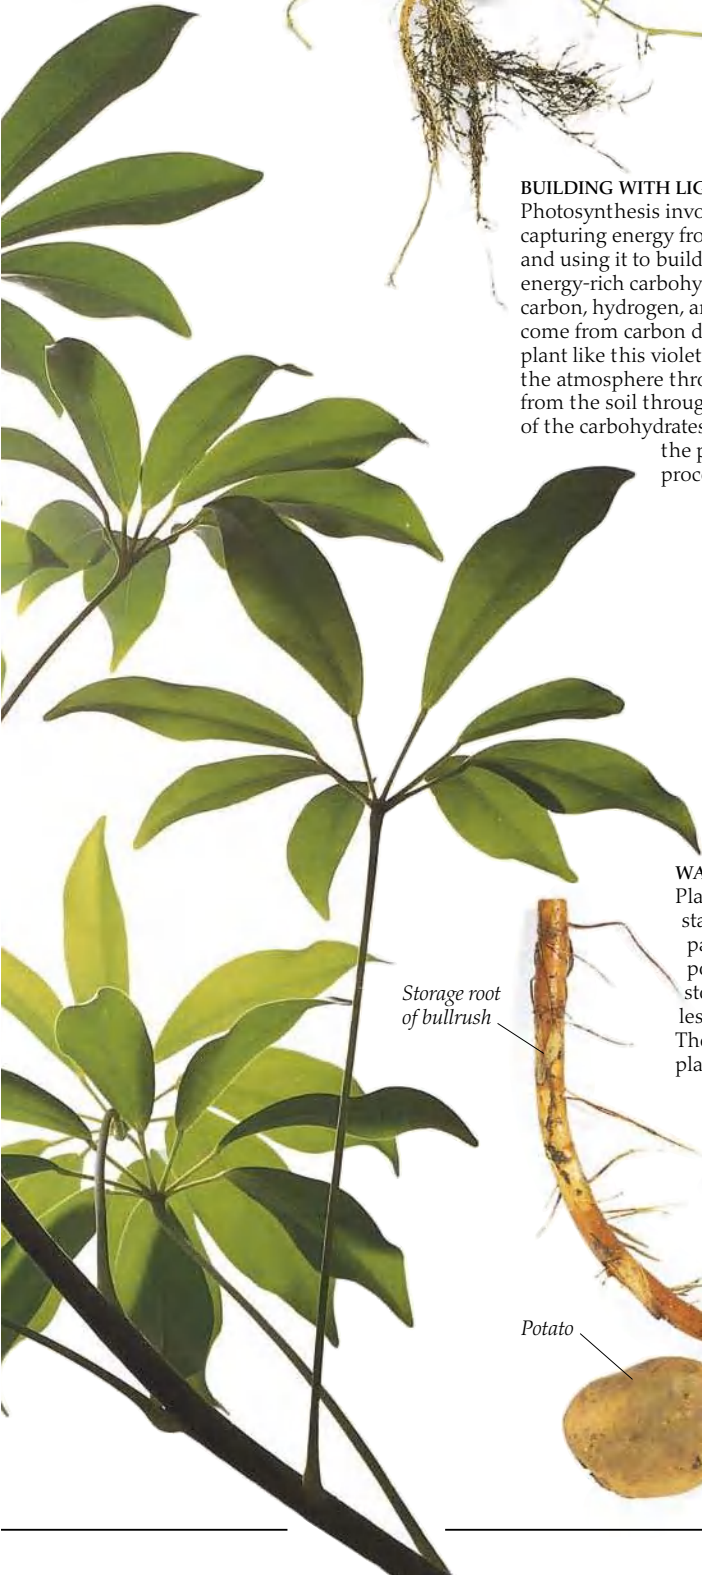 BUILDING WITH LIG
Photosynthesis invo
capturing energy fro
and using it to build
energy-rich carbohy
carbon, hydrogen, an
come from carbon d
plant like this violet
the atmosphere thro
from the soil throug
of the carbohydrates
the p
proce
WA
Pla
sta
pa
po
sto
les
The
pla
Storage root
of bullrush
Potato